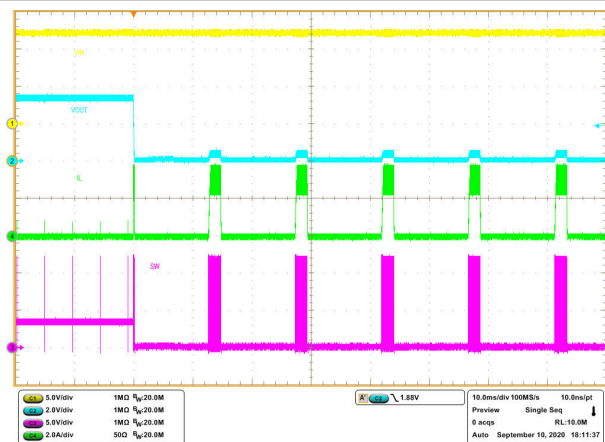 VIN
VOUT
IL
SW
1
2
4
3
C1 5.0V/div 1MΩ BW:20.0M
C2 2.0V/div 1MΩ BW:20.0M
C3 5.0V/div 1MΩ BW:20.0M
C4 2.0A/div 50Ω BW:20.0M
A' C2 1.88V
10.0ms/div 100MS/s 10.0ns/pt
Preview Single Seq
0 acqs RL:10.0M
Auto September 10, 2020 18:11:37